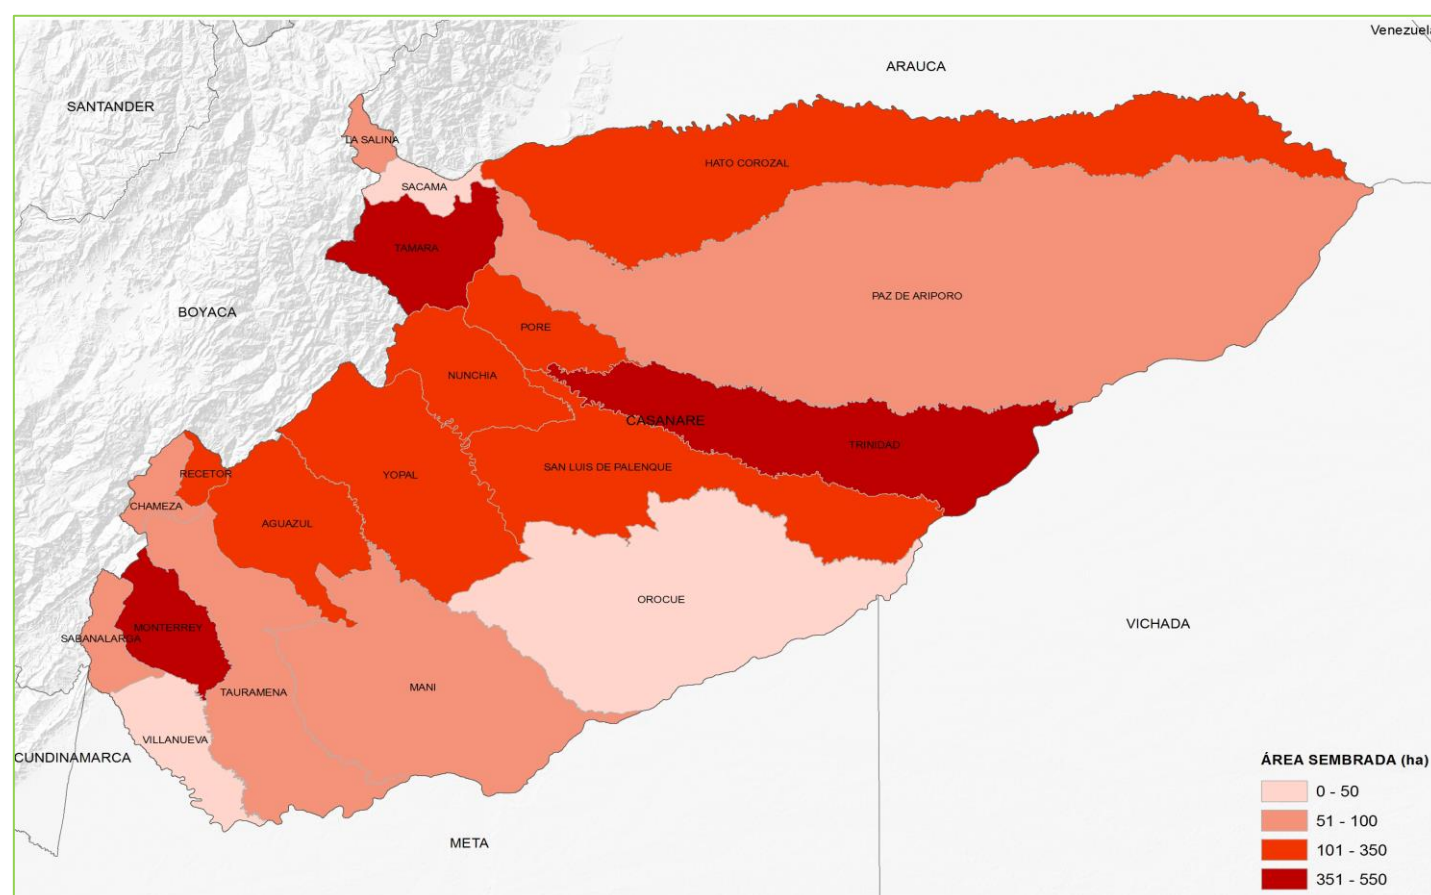 Venezuela
ARAUCA
SANTANDER
LA SALINA
HATO COROZAL
SACAMA
TAMARA
PAZ DE ARIPORO
BOYACA
PORE
NUNCHIA
CASANARE
TRINIDAD
SAN LUIS DE PALENQUE
RECETOR
YOPAL
CHAMEZA
AGUAZUL
OROCUE
VICHADA
MONTERREY
SABANALARGA
MANI
TAURAMENA
VILLANUEVA
CUNDINAMARCA
META
ÁREA SEMBRADA (ha)
0 - 50
51 - 100
101 - 350
351 - 550